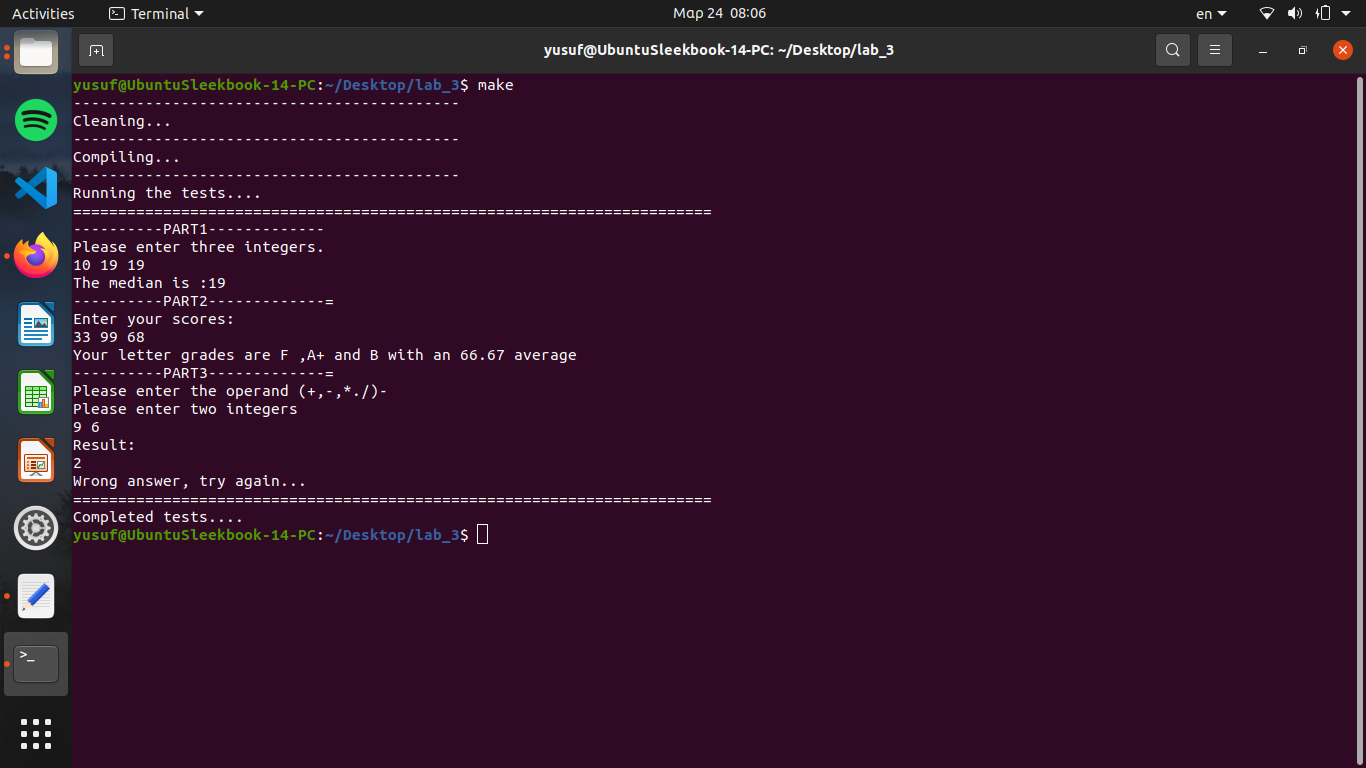 Activities Terminal Мар 24 08:06 en
yusuf@UbuntuSleekbook-14-PC: ~/Desktop/lab_3
yusuf@UbuntuSleekbook-14-PC:~/Desktop/lab_3$ make
-------------------------------------------
Cleaning...
-------------------------------------------
Compiling...
-------------------------------------------
Running the tests....
=======================================================================
----------PART1-------------
Please enter three integers.
10 19 19
The median is :19
----------PART2-------------=
Enter your scores:
33 99 68
Your letter grades are F ,A+ and B with an 66.67 average
----------PART3-------------=
Please enter the operand (+,-,*./)-
Please enter two integers
9 6
Result:
2
Wrong answer, try again...
=======================================================================
Completed tests....
yusuf@UbuntuSleekbook-14-PC:~/Desktop/lab_3$